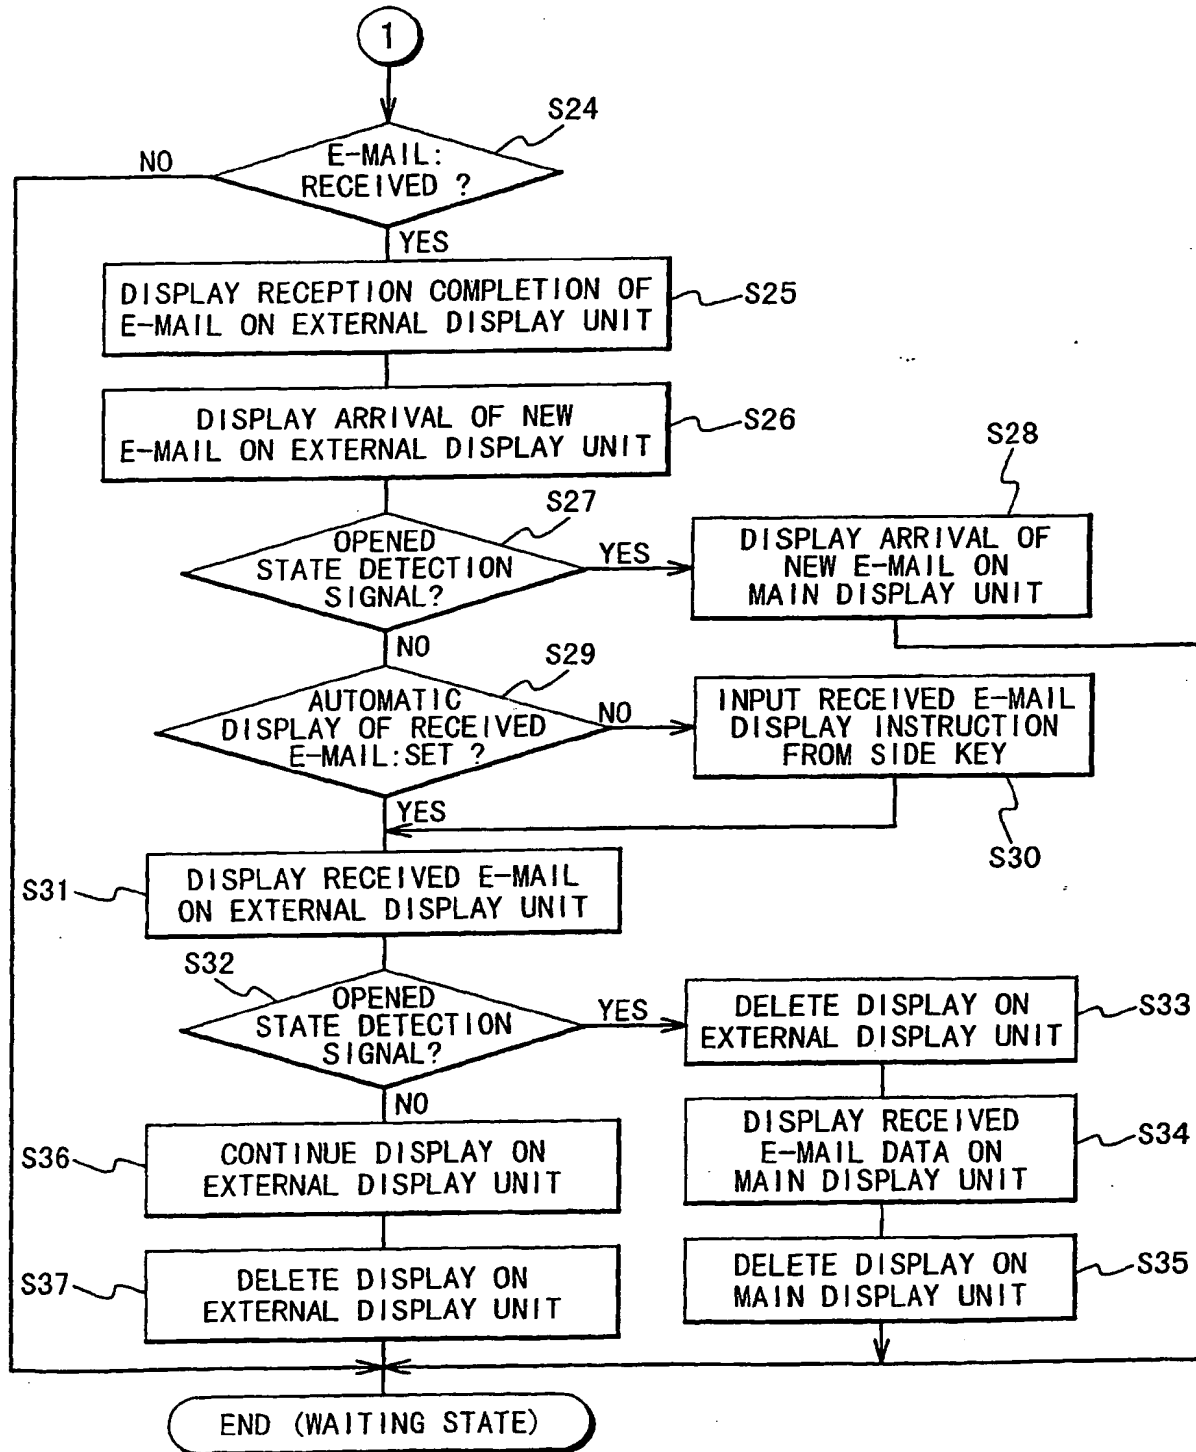 1
S24
E-MAIL:
RECEIVED ?
NO
YES
DISPLAY RECEPTION COMPLETION OF
E-MAIL ON EXTERNAL DISPLAY UNIT
S25
DISPLAY ARRIVAL OF NEW
E-MAIL ON EXTERNAL DISPLAY UNIT
S26
S27
OPENED
STATE DETECTION
SIGNAL?
YES
S28
DISPLAY ARRIVAL OF
NEW E-MAIL ON
MAIN DISPLAY UNIT
NO
S29
AUTOMATIC
DISPLAY OF RECEIVED
E-MAIL:SET ?
NO
INPUT RECEIVED E-MAIL
DISPLAY INSTRUCTION
FROM SIDE KEY
S30
YES
S31
DISPLAY RECEIVED E-MAIL
ON EXTERNAL DISPLAY UNIT
S32
OPENED
STATE DETECTION
SIGNAL?
YES
DELETE DISPLAY ON
EXTERNAL DISPLAY UNIT
S33
NO
DISPLAY RECEIVED
E-MAIL DATA ON
MAIN DISPLAY UNIT
S34
S36
CONTINUE DISPLAY ON
EXTERNAL DISPLAY UNIT
DELETE DISPLAY ON
MAIN DISPLAY UNIT
S35
S37
DELETE DISPLAY ON
EXTERNAL DISPLAY UNIT
END (WAITING STATE)